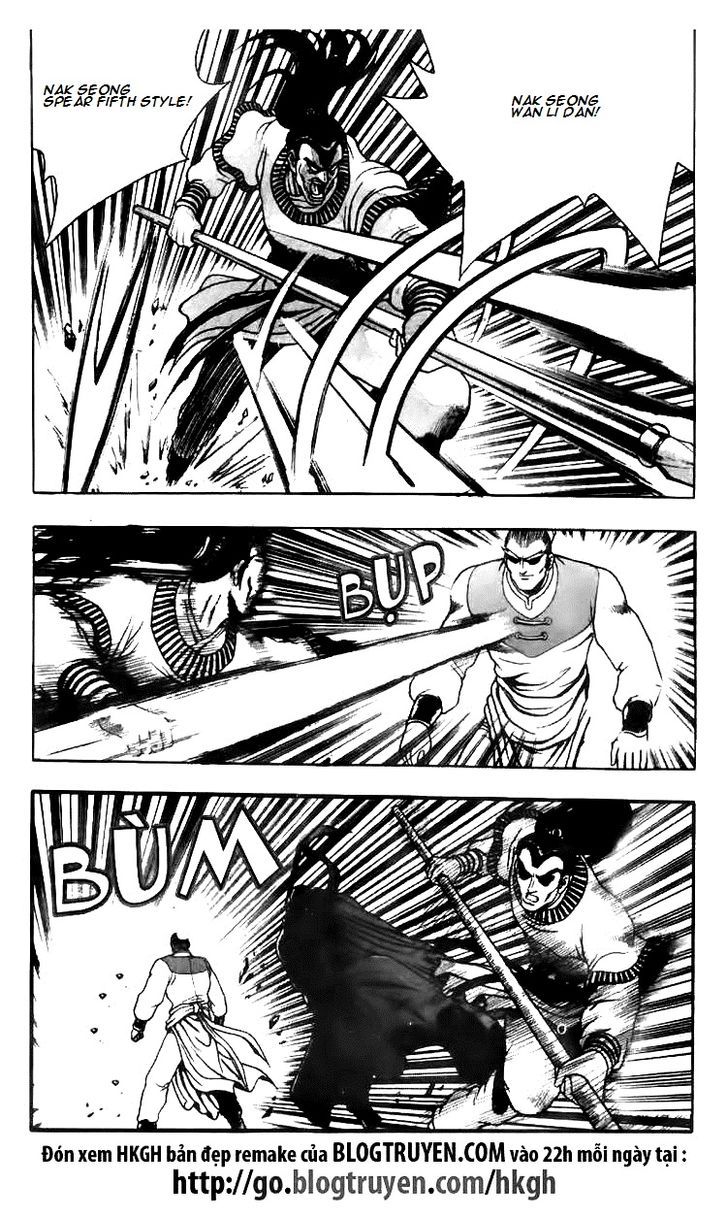 NAK SEONG
SPEAR FIFTH STYLE!
NAK SEONG
WAN LI DAN!
BỤP
BÙM
Đón xem HKGH bản đẹp remake của BLOGTRUYEN.COM vào 22h mỗi ngày tại :
http://go.blogtruyen.com/hkgh